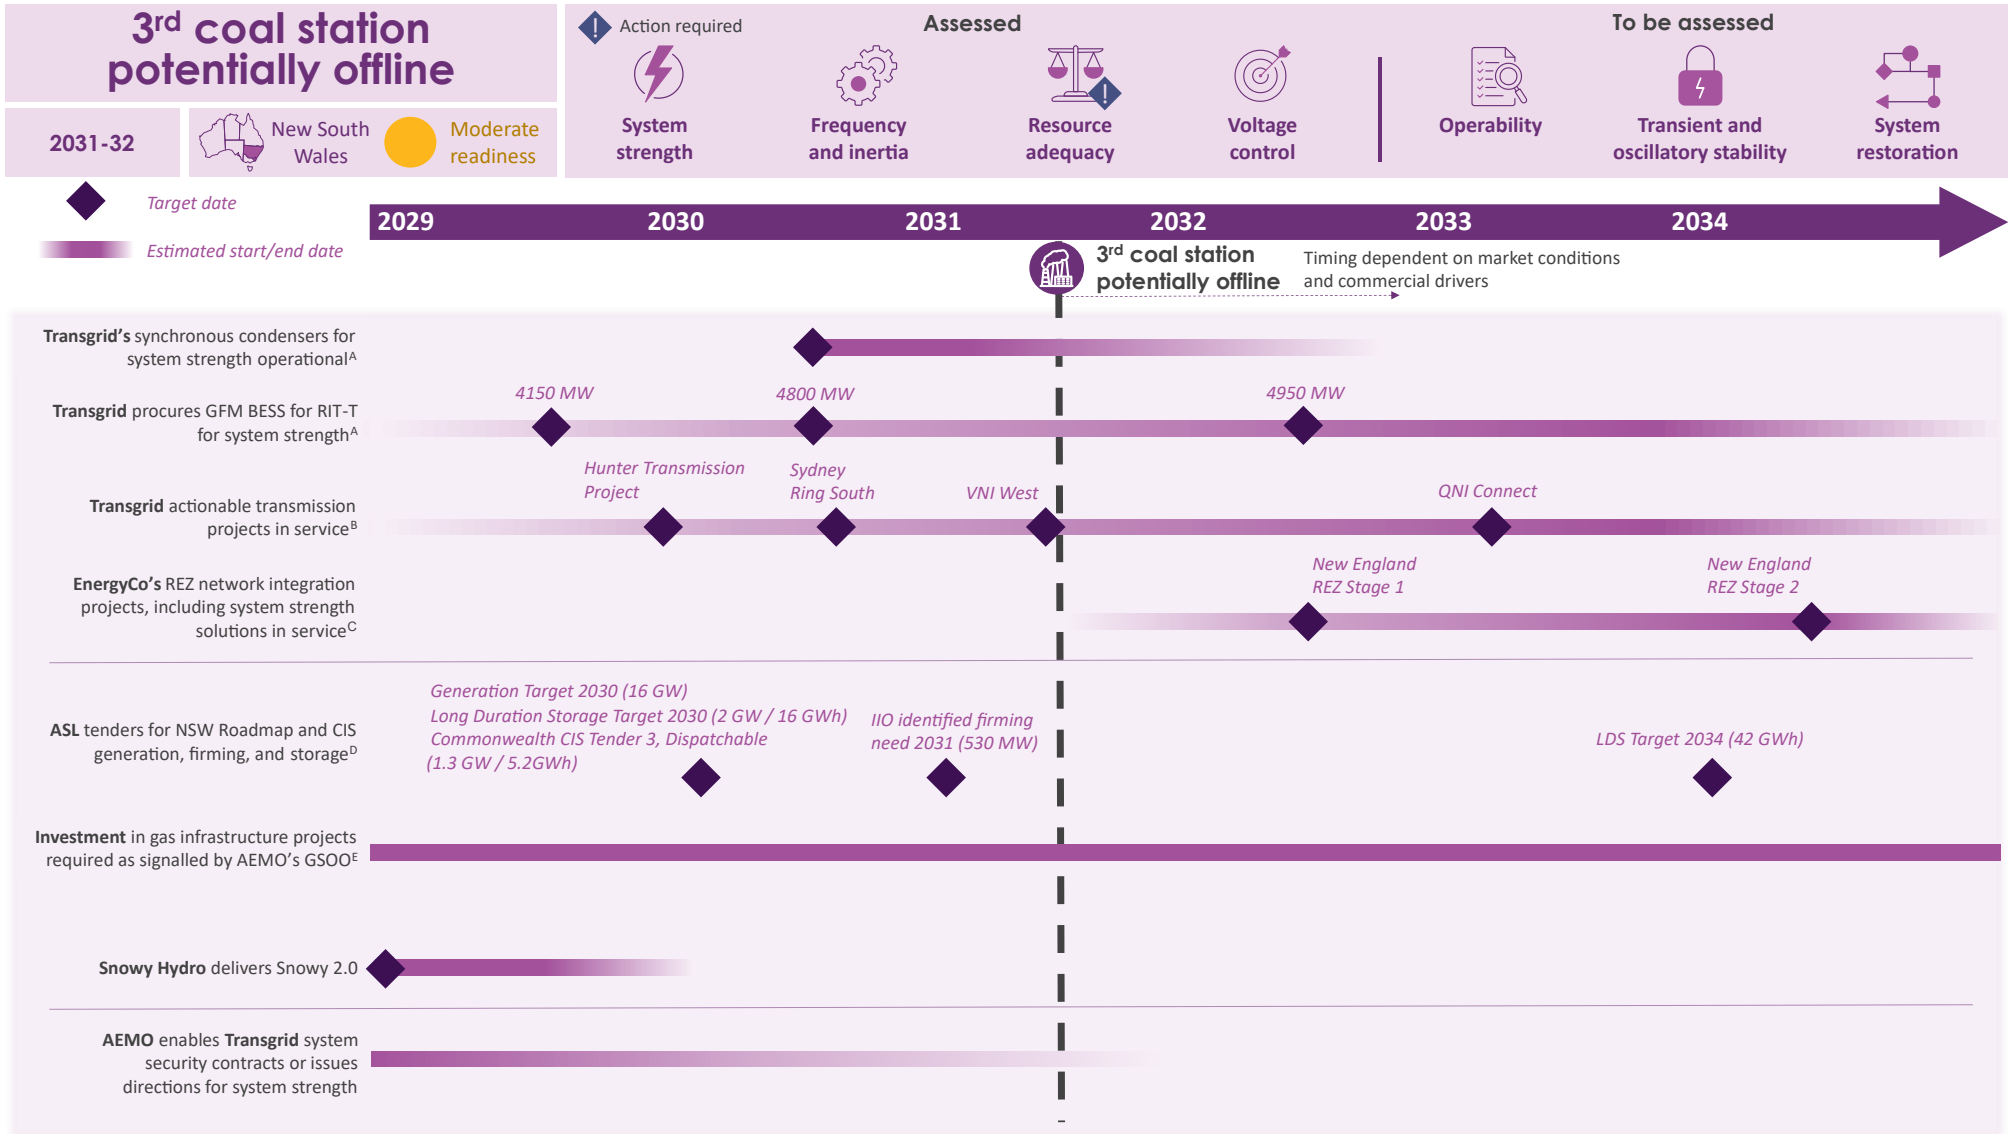 3rd coal station
potentially offline
2031-32
New South
Wales
Moderate
readiness
! Action required
Assessed
To be assessed
System
strength
Frequency
and inertia
!
Resource
adequacy
Voltage
control
Operability
Transient and
oscillatory stability
System
restoration
Target date
Estimated start/end date
2029 2030 2031 2032 2033 2034
3rd coal station
potentially offline
Timing dependent on market conditions
and commercial drivers
Transgrid's synchronous condensers for
system strength operationalA
Transgrid procures GFM BESS for RIT-T
for system strengthA
4150 MW
4800 MW
4950 MW
Transgrid actionable transmission
projects in serviceB
Hunter Transmission
Project
Sydney
Ring South
VNI West
QNI Connect
EnergyCo's REZ network integration
projects, including system strength
solutions in serviceC
New England
REZ Stage 1
New England
REZ Stage 2
ASL tenders for NSW Roadmap and CIS
generation, firming, and storageD
Generation Target 2030 (16 GW)
Long Duration Storage Target 2030 (2 GW / 16 GWh)
Commonwealth CIS Tender 3, Dispatchable
(1.3 GW / 5.2GWh)
IIO identified firming
need 2031 (530 MW)
LDS Target 2034 (42 GWh)
Investment in gas infrastructure projects
required as signalled by AEMO's GSOOE
Snowy Hydro delivers Snowy 2.0
AEMO enables Transgrid system
security contracts or issues
directions for system strength